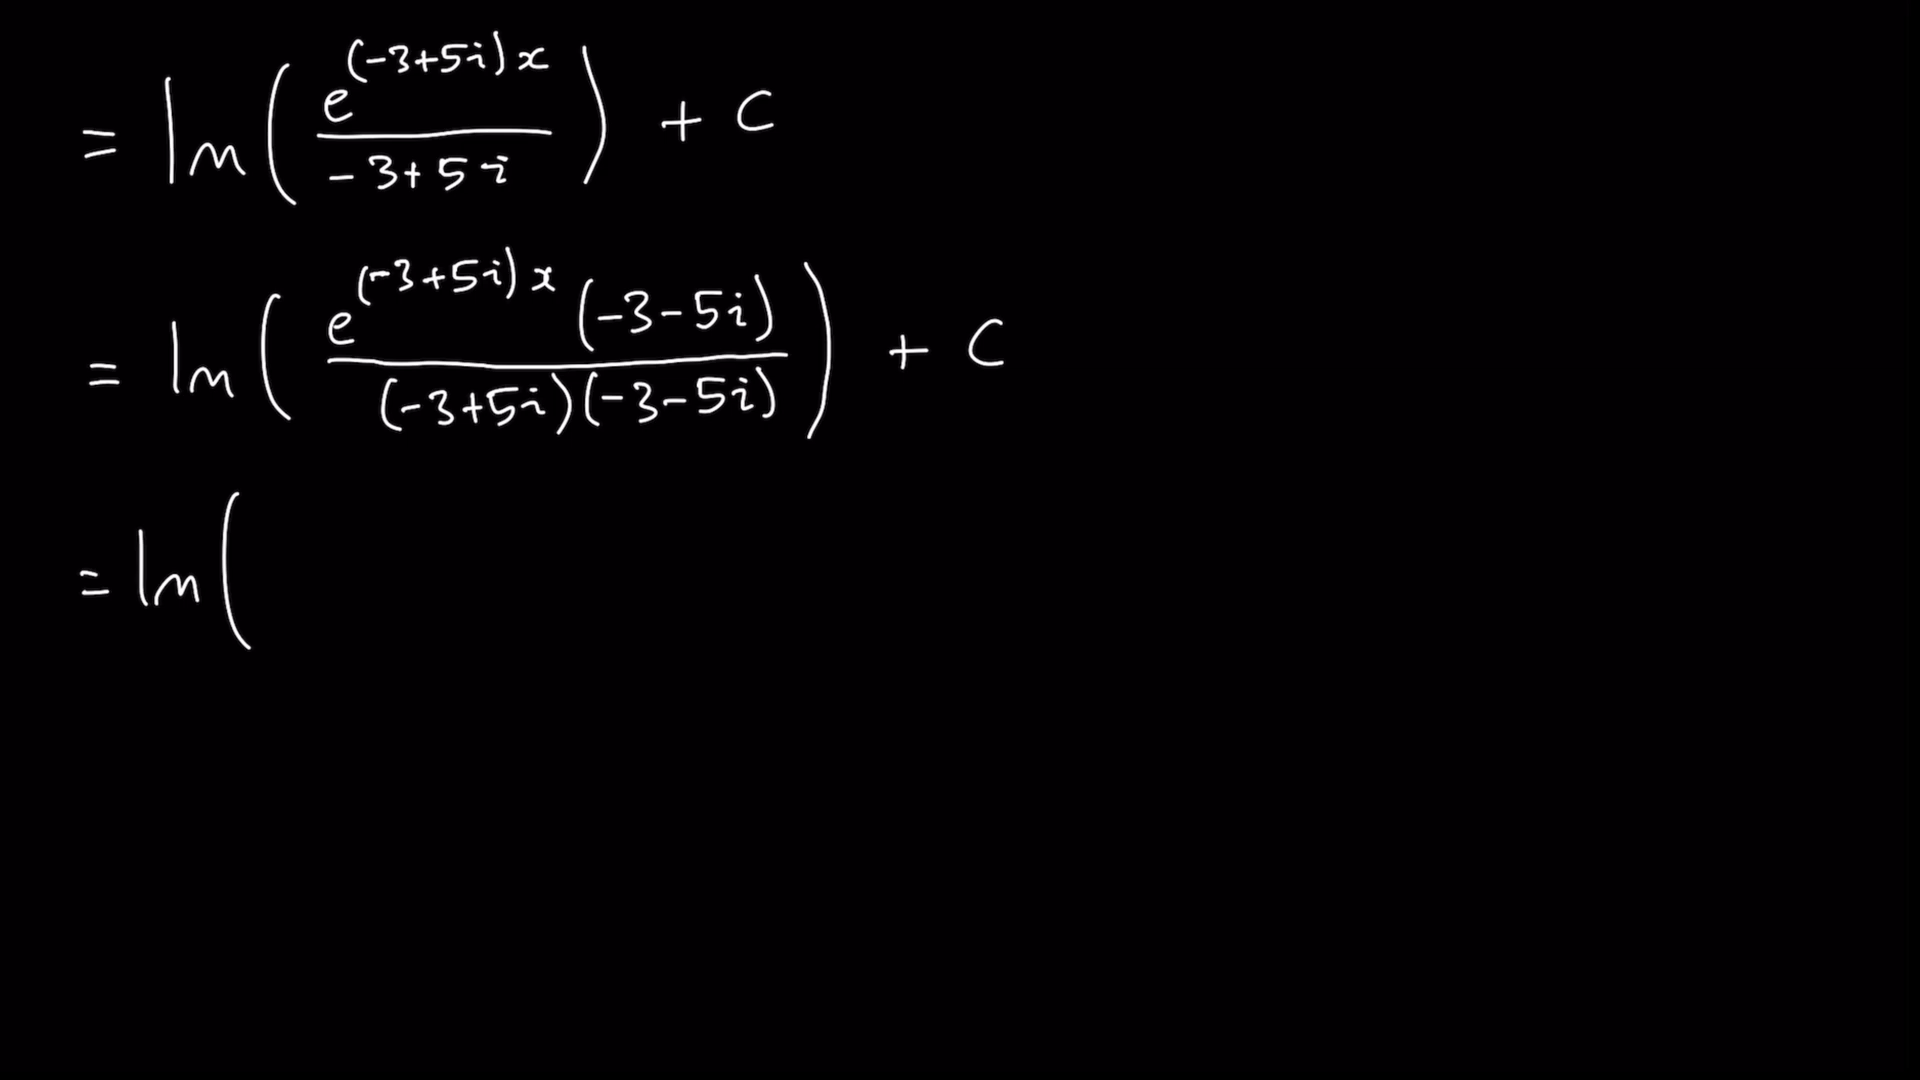 = Im( e^{(-3+5i)x} / (-3+5i) ) + C
= Im( e^{(-3+5i)x} (-3-5i) / (-3+5i)(-3-5i) ) + C
= Im(